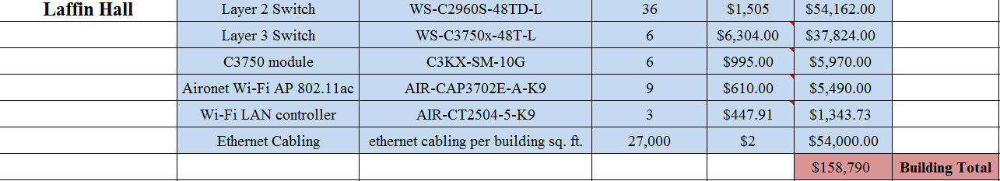 Laffin Hall Layer 2 Switch WS-C2960S-48TD-L 36 $1,505 $54,162.00
Layer 3 Switch WS-C3750x-48T-L 6 $6,304.00 $37,824.00
C3750 module C3KX-SM-10G 6 $995.00 $5,970.00
Aironet Wi-Fi AP 802.11ac AIR-CAP3702E-A-K9 9 $610.00 $5,490.00
Wi-Fi LAN controller AIR-CT2504-5-K9 3 $447.91 $1,343.73
Ethernet Cabling ethernet cabling per building sq. ft. 27,000 $2 $54,000.00
$158,790 Building Total